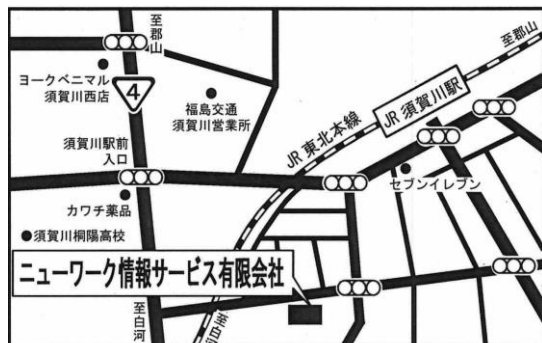 至郡山
至郡山
ヨークベニマル
須賀川西店
4
福島交通
須賀川営業所
JR 須賀川駅
JR 東北本線
須賀川駅前
入口
セブンイレブン
カワチ薬品
須賀川桐陽高校
ニューワーク情報サービス有限会社
至白河
至白河